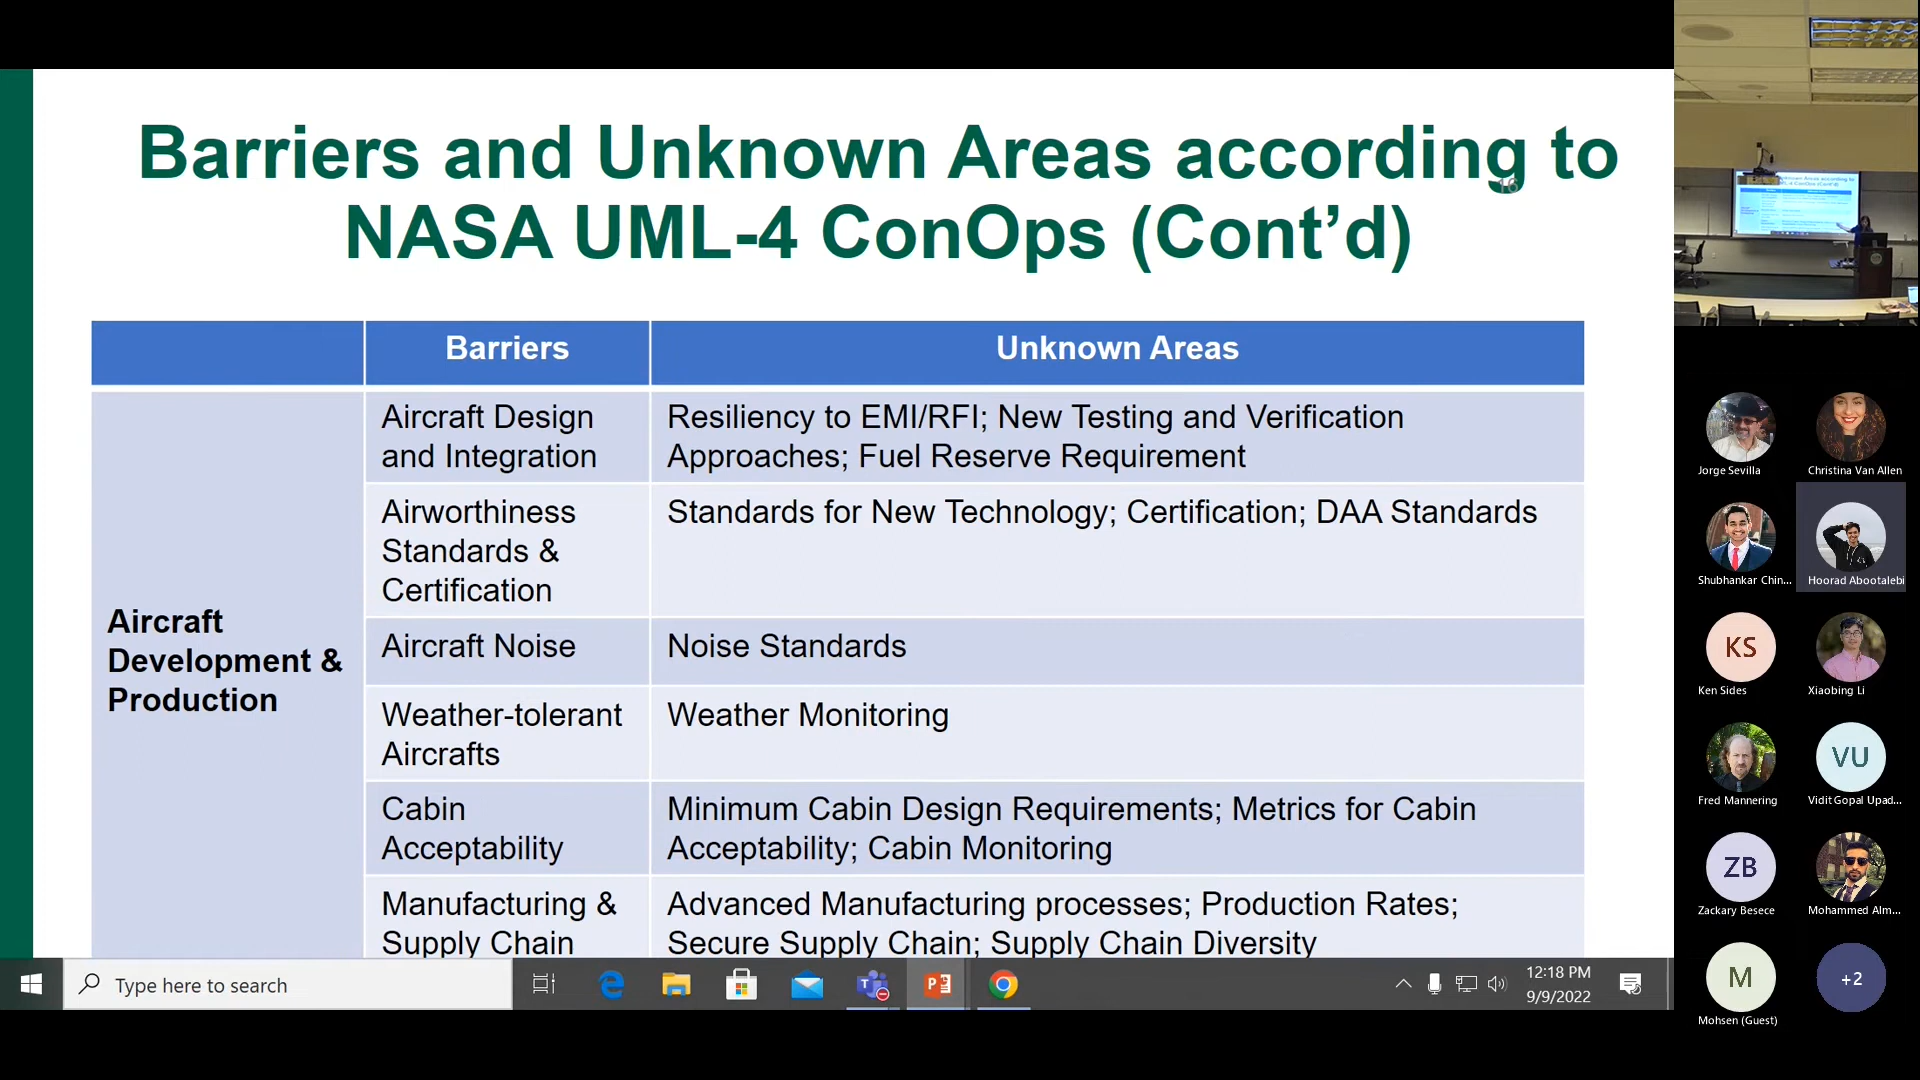 Barriers and Unknown Areas according to
16
NASA UML-4 ConOps (Cont’d)
Barriers
Unknown Areas
Aircraft
Development &
Production
Aircraft Design
and Integration
Resiliency to EMI/RFI; New Testing and Verification
Approaches; Fuel Reserve Requirement
Airworthiness
Standards &
Certification
Standards for New Technology; Certification; DAA Standards
Aircraft Noise
Noise Standards
Weather-tolerant
Aircrafts
Weather Monitoring
Cabin
Acceptability
Minimum Cabin Design Requirements; Metrics for Cabin
Acceptability; Cabin Monitoring
Manufacturing &
Supply Chain
Advanced Manufacturing processes; Production Rates;
Secure Supply Chain; Supply Chain Diversity
Type here to search
12:18 PM
9/9/2022
Jorge Sevilla
Christina Van Allen
Shubhankar Chin...
Hoorad Abootalebi
KS
Ken Sides
Xiaobing Li
Fred Mannering
VU
Vidit Gopal Upad...
ZB
Zackary Besece
Mohammed Alm...
M
Mohsen (Guest)
+2